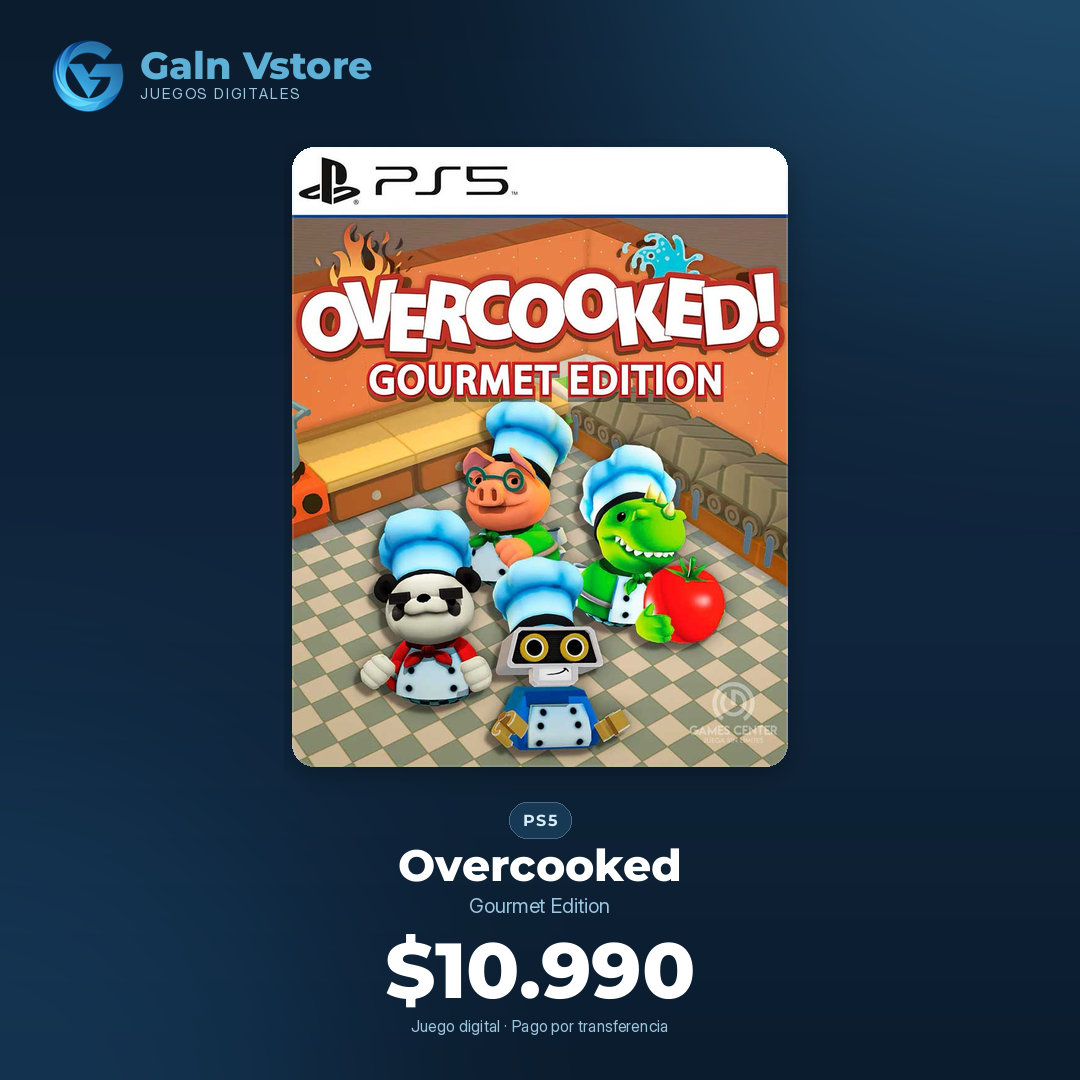 GaIn Vstore
JUEGOS DIGITALES
PS5
OVERCOOKED!
GOURMET EDITION
GAMES CENTER
PS5
Overcooked
Gourmet Edition
$10.990
Juego digital · Pago por transferencia